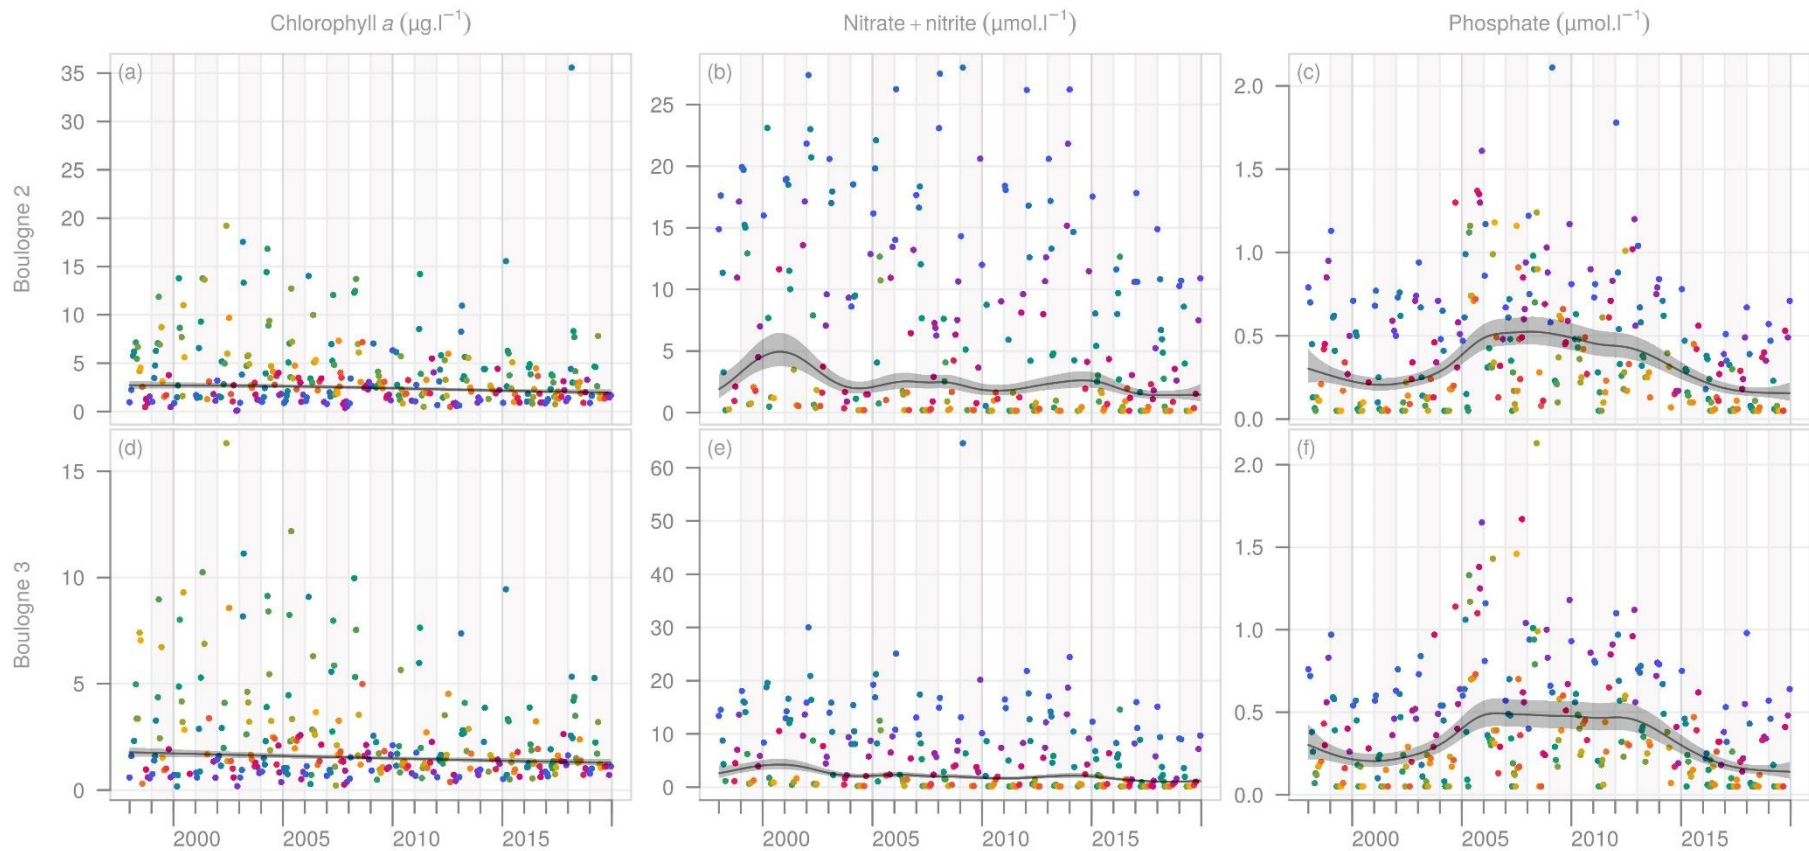 Chlorophyll a (µg.l⁻¹)
Nitrate + nitrite (µmol.l⁻¹)
Phosphate (µmol.l⁻¹)
Boulogne 2
(a)
35
30
25
20
15
10
5
0
(b)
25
20
15
10
5
0
(c)
2.0
1.5
1.0
0.5
0.0
Boulogne 3
(d)
15
10
5
0
(e)
60
50
40
30
20
10
0
(f)
2.0
1.5
1.0
0.5
0.0
2000 2005 2010 2015
2000 2005 2010 2015
2000 2005 2010 2015